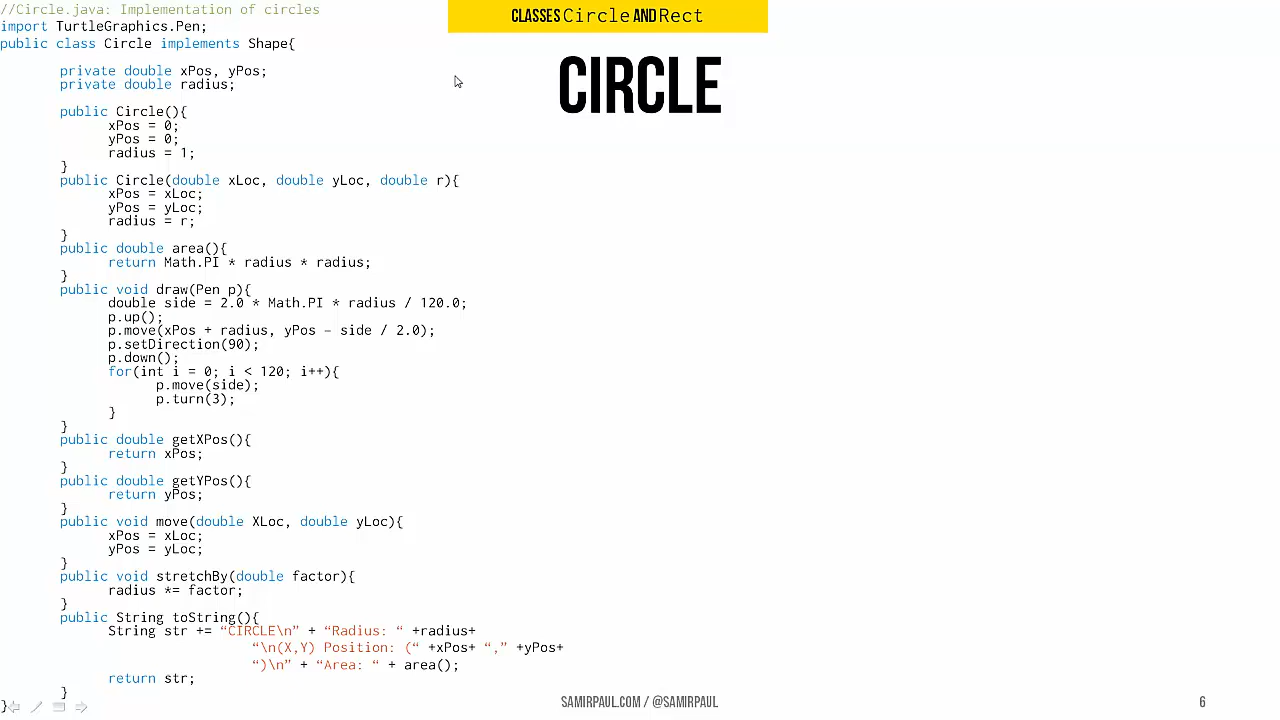 //Circle.java: Implementation of circles
import TurtleGraphics.Pen;
public class Circle implements Shape{
private double xPos, yPos;
private double radius;
public Circle(){
xPos = 0;
yPos = 0;
radius = 1;
}
public Circle(double xLoc, double yLoc, double r){
xPos = xLoc;
yPos = yLoc;
radius = r;
}
public double area(){
return Math.PI * radius * radius;
}
public void draw(Pen p){
double side = 2.0 * Math.PI * radius / 120.0;
p.up();
p.move(xPos + radius, yPos – side / 2.0);
p.setDirection(90);
p.down();
for(int i = 0; i < 120; i++){
p.move(side);
p.turn(3);
}
}
public double getXPos(){
return xPos;
}
public double getYPos(){
return yPos;
}
public void move(double XLoc, double yLoc){
xPos = xLoc;
yPos = yLoc;
}
public void stretchBy(double factor){
radius *= factor;
}
public String toString(){
String str += “CIRCLE\n” + “Radius: “ +radius+
“\n(X,Y) Position: (“ +xPos+ “,” +yPos+
“)\n” + “Area: “ + area();
return str;
}
}
CLASSES Circle AND Rect
CIRCLE
SAMIRPAUL.COM / @SAMIRPAUL
6